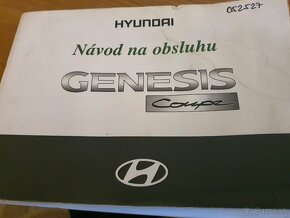 HYUNDAI
052527
Návod na obsluhu
GENESIS
Coupe